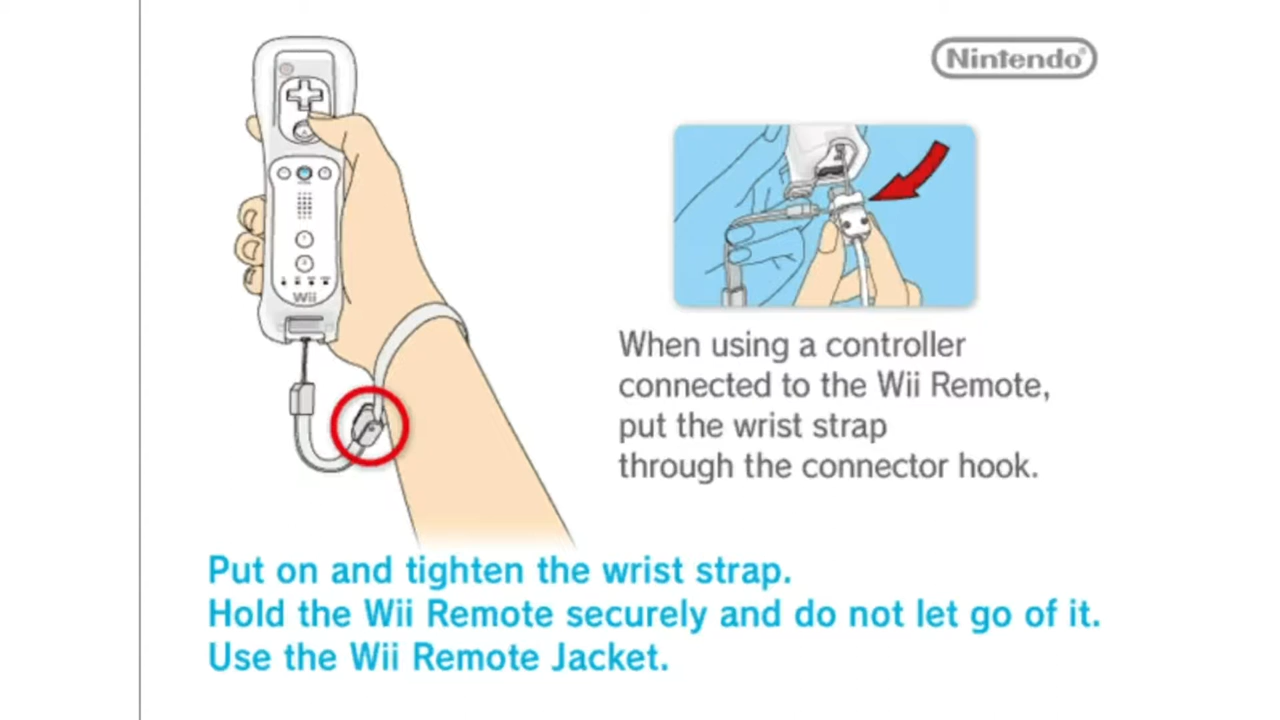 Nintendo®
When using a controller
connected to the Wii Remote,
put the wrist strap
through the connector hook.
Wii
Put on and tighten the wrist strap.
Hold the Wii Remote securely and do not let go of it.
Use the Wii Remote Jacket.